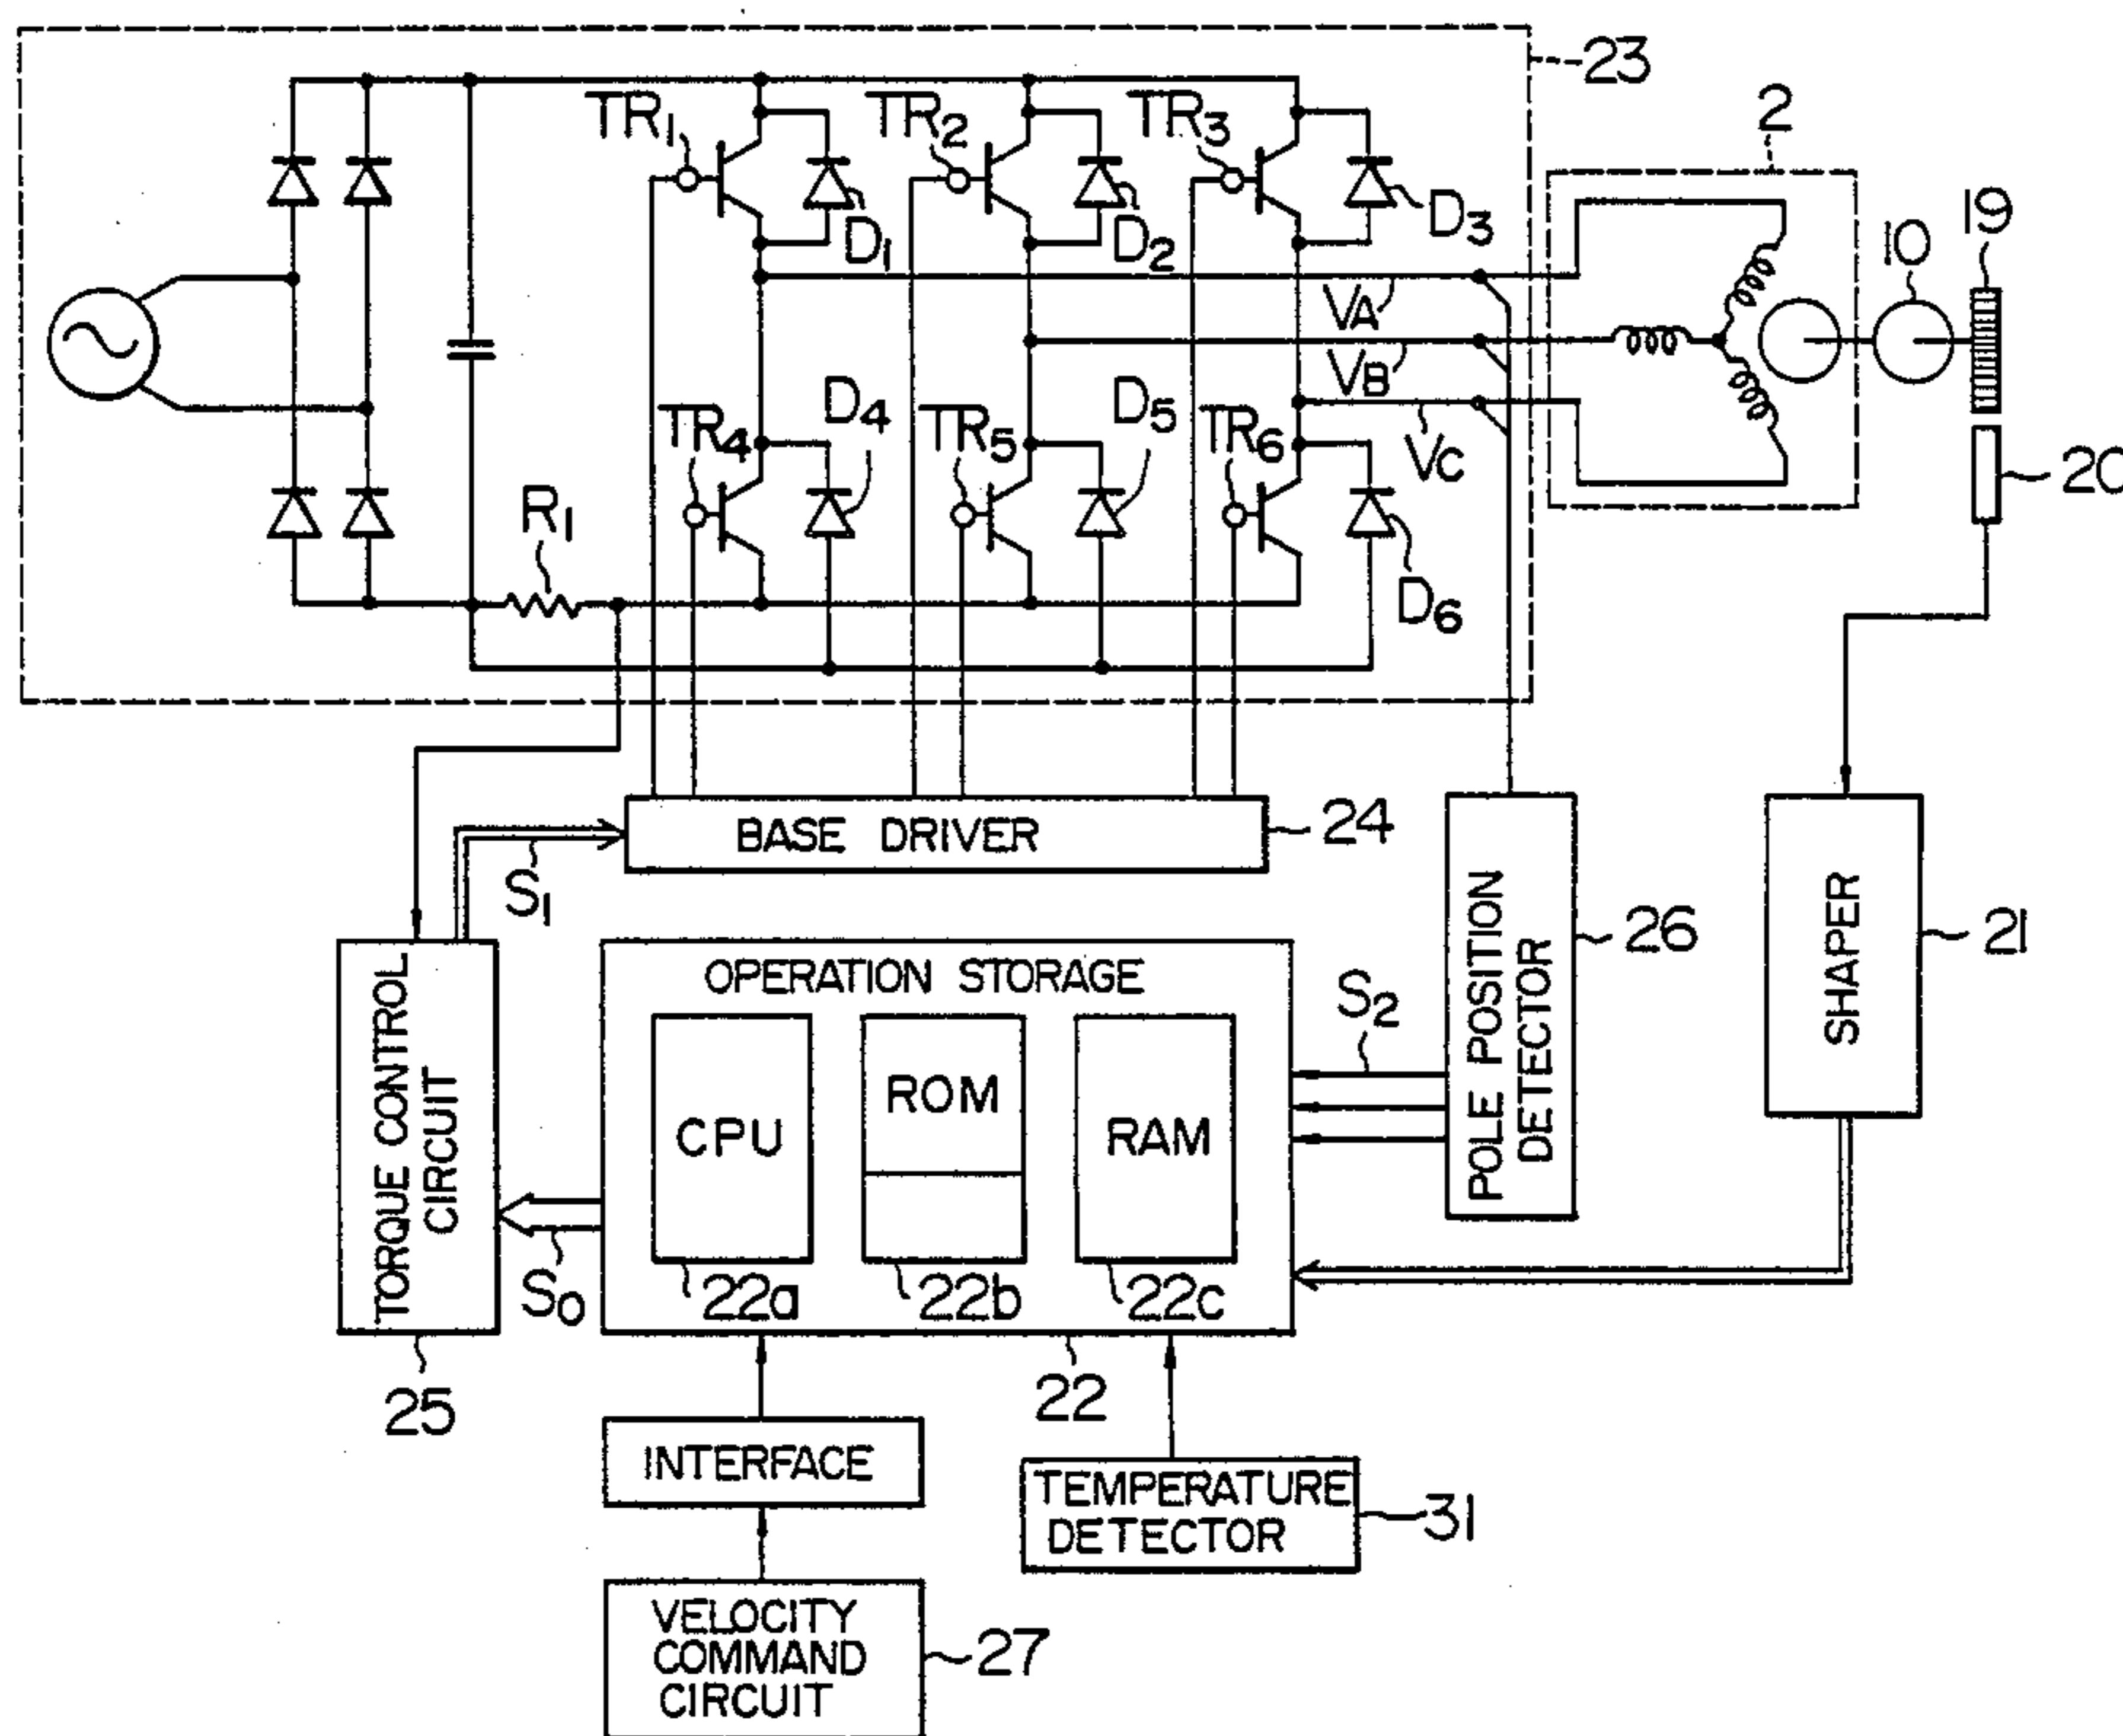 23
2
TR1
TR2
TR3
D1
D2
D3
19
10
VA
VB
VC
TR4
D4
TR5
D5
TR6
D6
20
R1
BASE DRIVER
24
S1
TORQUE CONTROL
CIRCUIT
25
OPERATION STORAGE
CPU
ROM
RAM
22a
22b
22c
S0
S2
22
POLE POSITION
DETECTOR
26
SHAPER
21
INTERFACE
TEMPERATURE
DETECTOR
31
VELOCITY
COMMAND
CIRCUIT
27